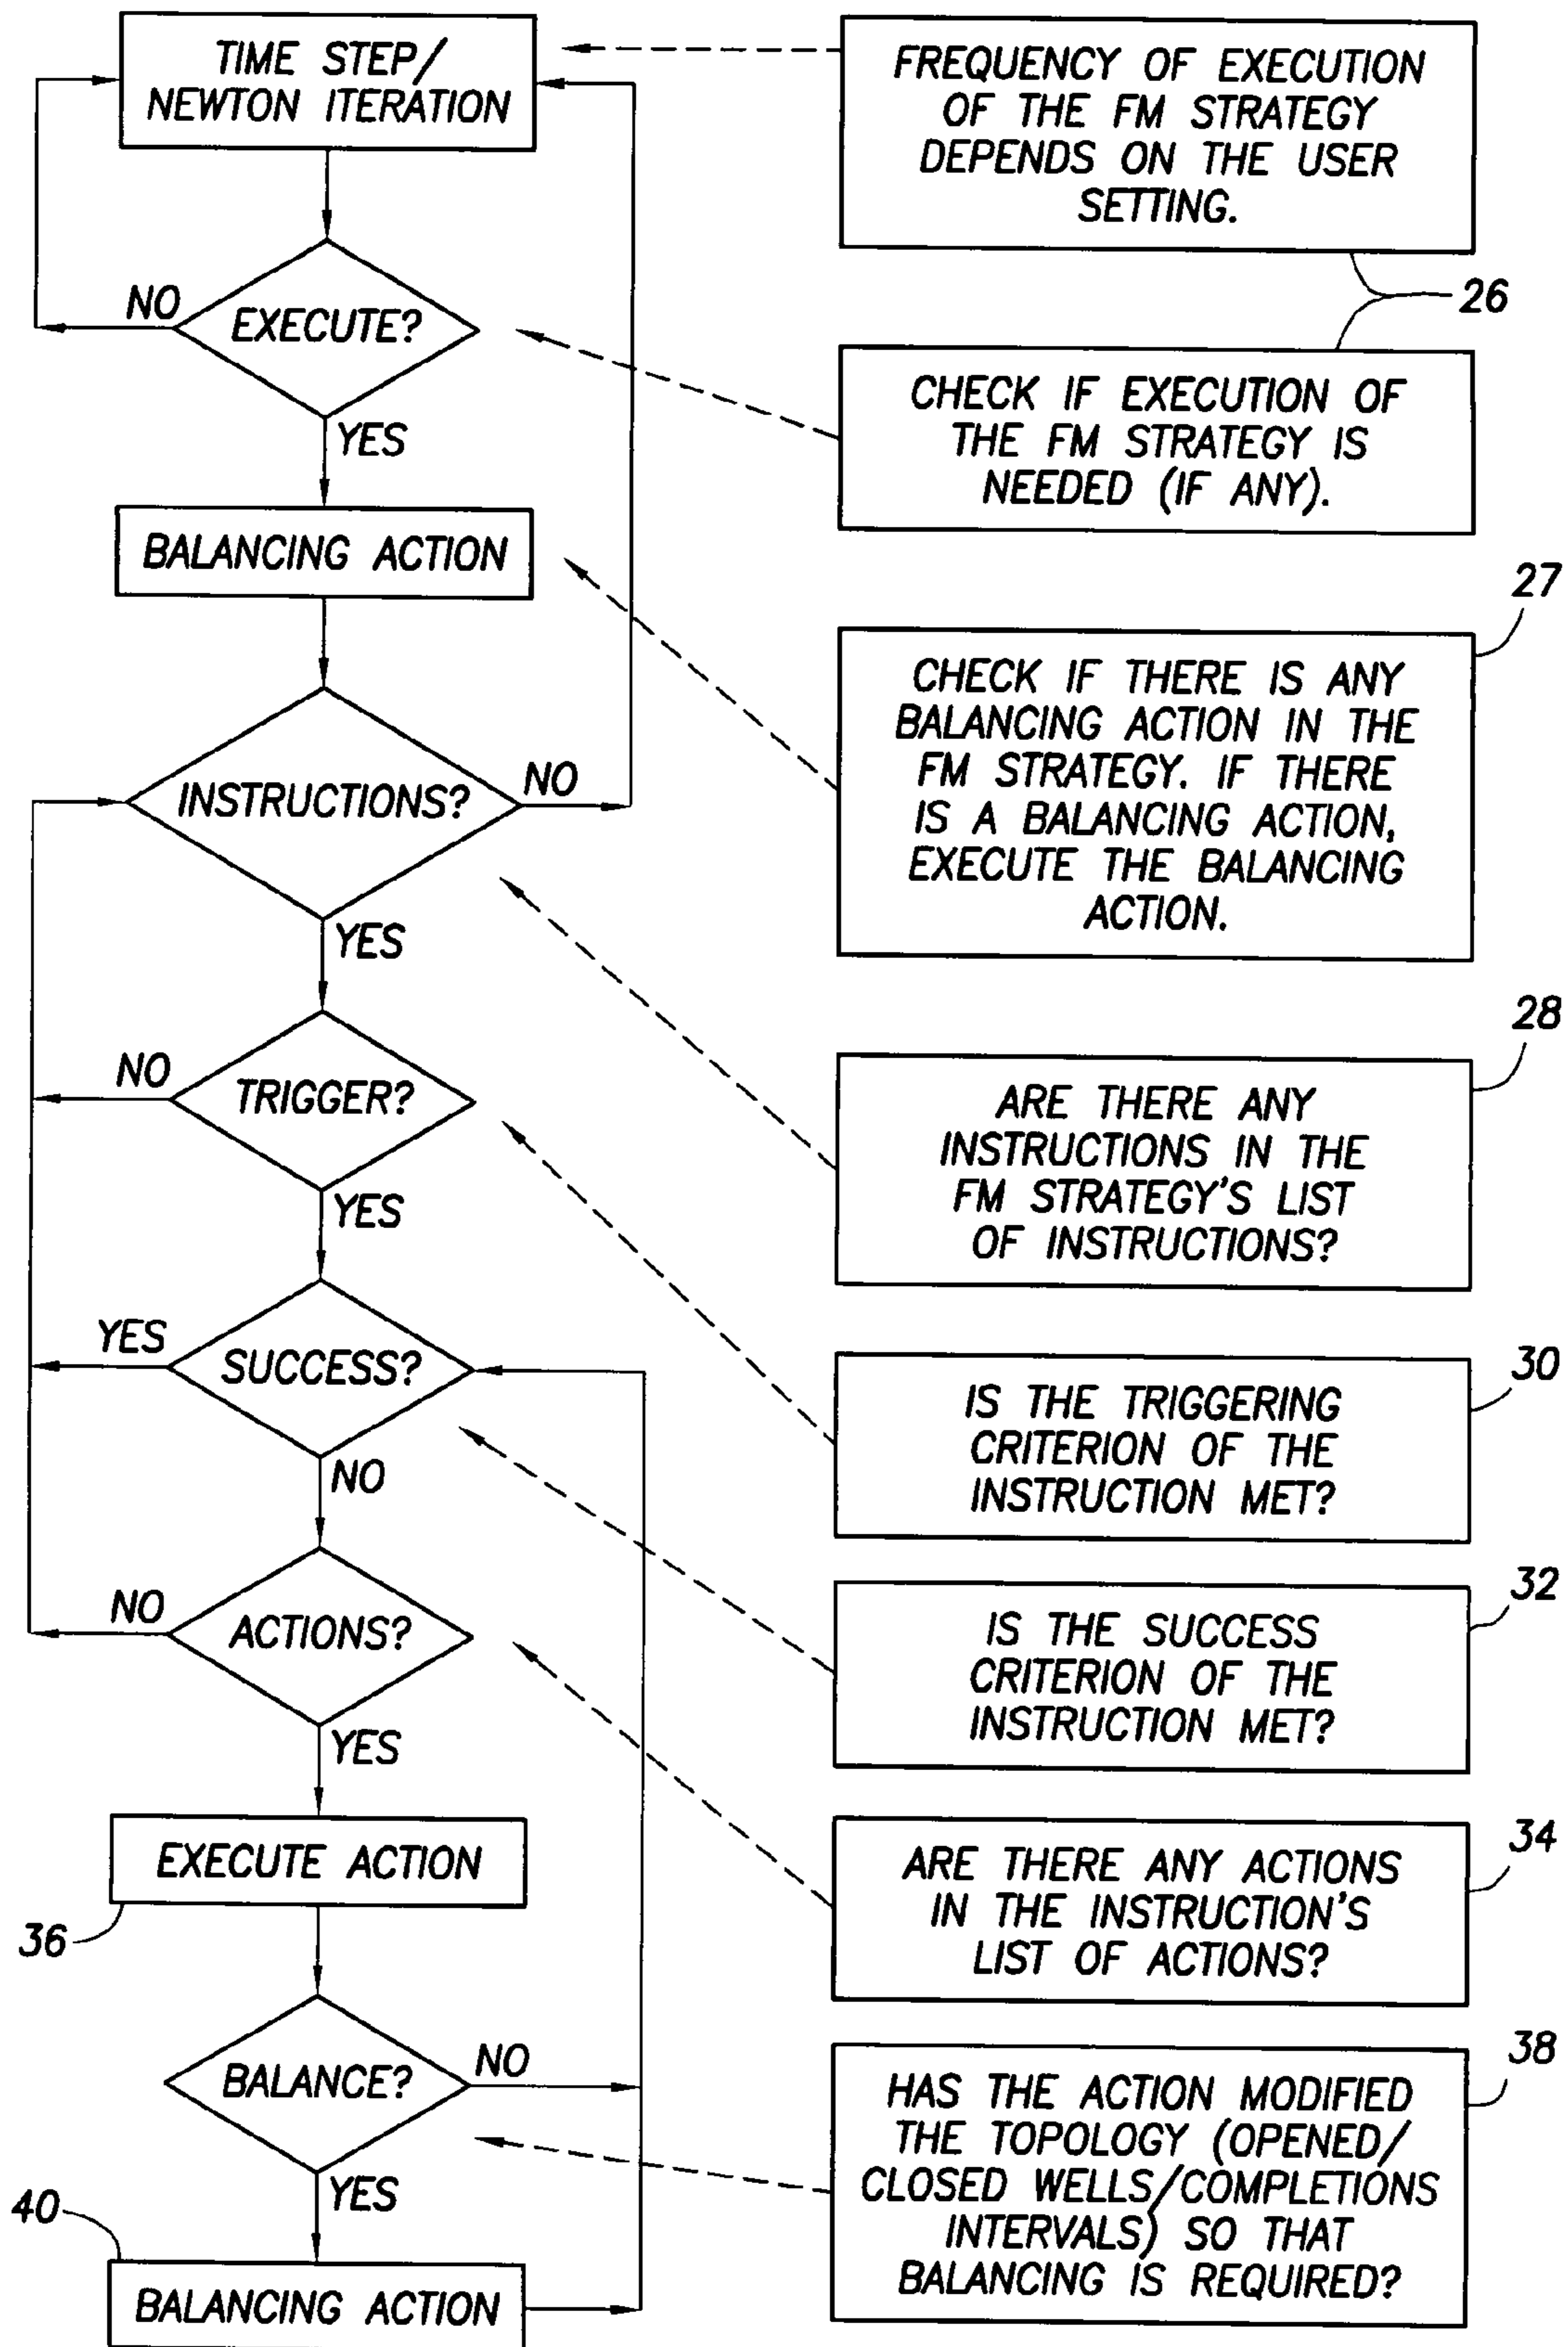 TIME STEP/
NEWTON ITERATION
FREQUENCY OF EXECUTION
OF THE FM STRATEGY
DEPENDS ON THE USER
SETTING.
26
NO
EXECUTE?
YES
CHECK IF EXECUTION OF
THE FM STRATEGY IS
NEEDED (IF ANY).
BALANCING ACTION
27
CHECK IF THERE IS ANY
BALANCING ACTION IN THE
FM STRATEGY. IF THERE
IS A BALANCING ACTION,
EXECUTE THE BALANCING
ACTION.
INSTRUCTIONS?
NO
YES
28
ARE THERE ANY
INSTRUCTIONS IN THE
FM STRATEGY'S LIST
OF INSTRUCTIONS?
NO
TRIGGER?
YES
30
IS THE TRIGGERING
CRITERION OF THE
INSTRUCTION MET?
YES
SUCCESS?
NO
32
IS THE SUCCESS
CRITERION OF THE
INSTRUCTION MET?
NO
ACTIONS?
YES
34
ARE THERE ANY ACTIONS
IN THE INSTRUCTION'S
LIST OF ACTIONS?
EXECUTE ACTION
36
BALANCE?
NO
YES
38
HAS THE ACTION MODIFIED
THE TOPOLOGY (OPENED/
CLOSED WELLS/COMPLETIONS
INTERVALS) SO THAT
BALANCING IS REQUIRED?
40
BALANCING ACTION